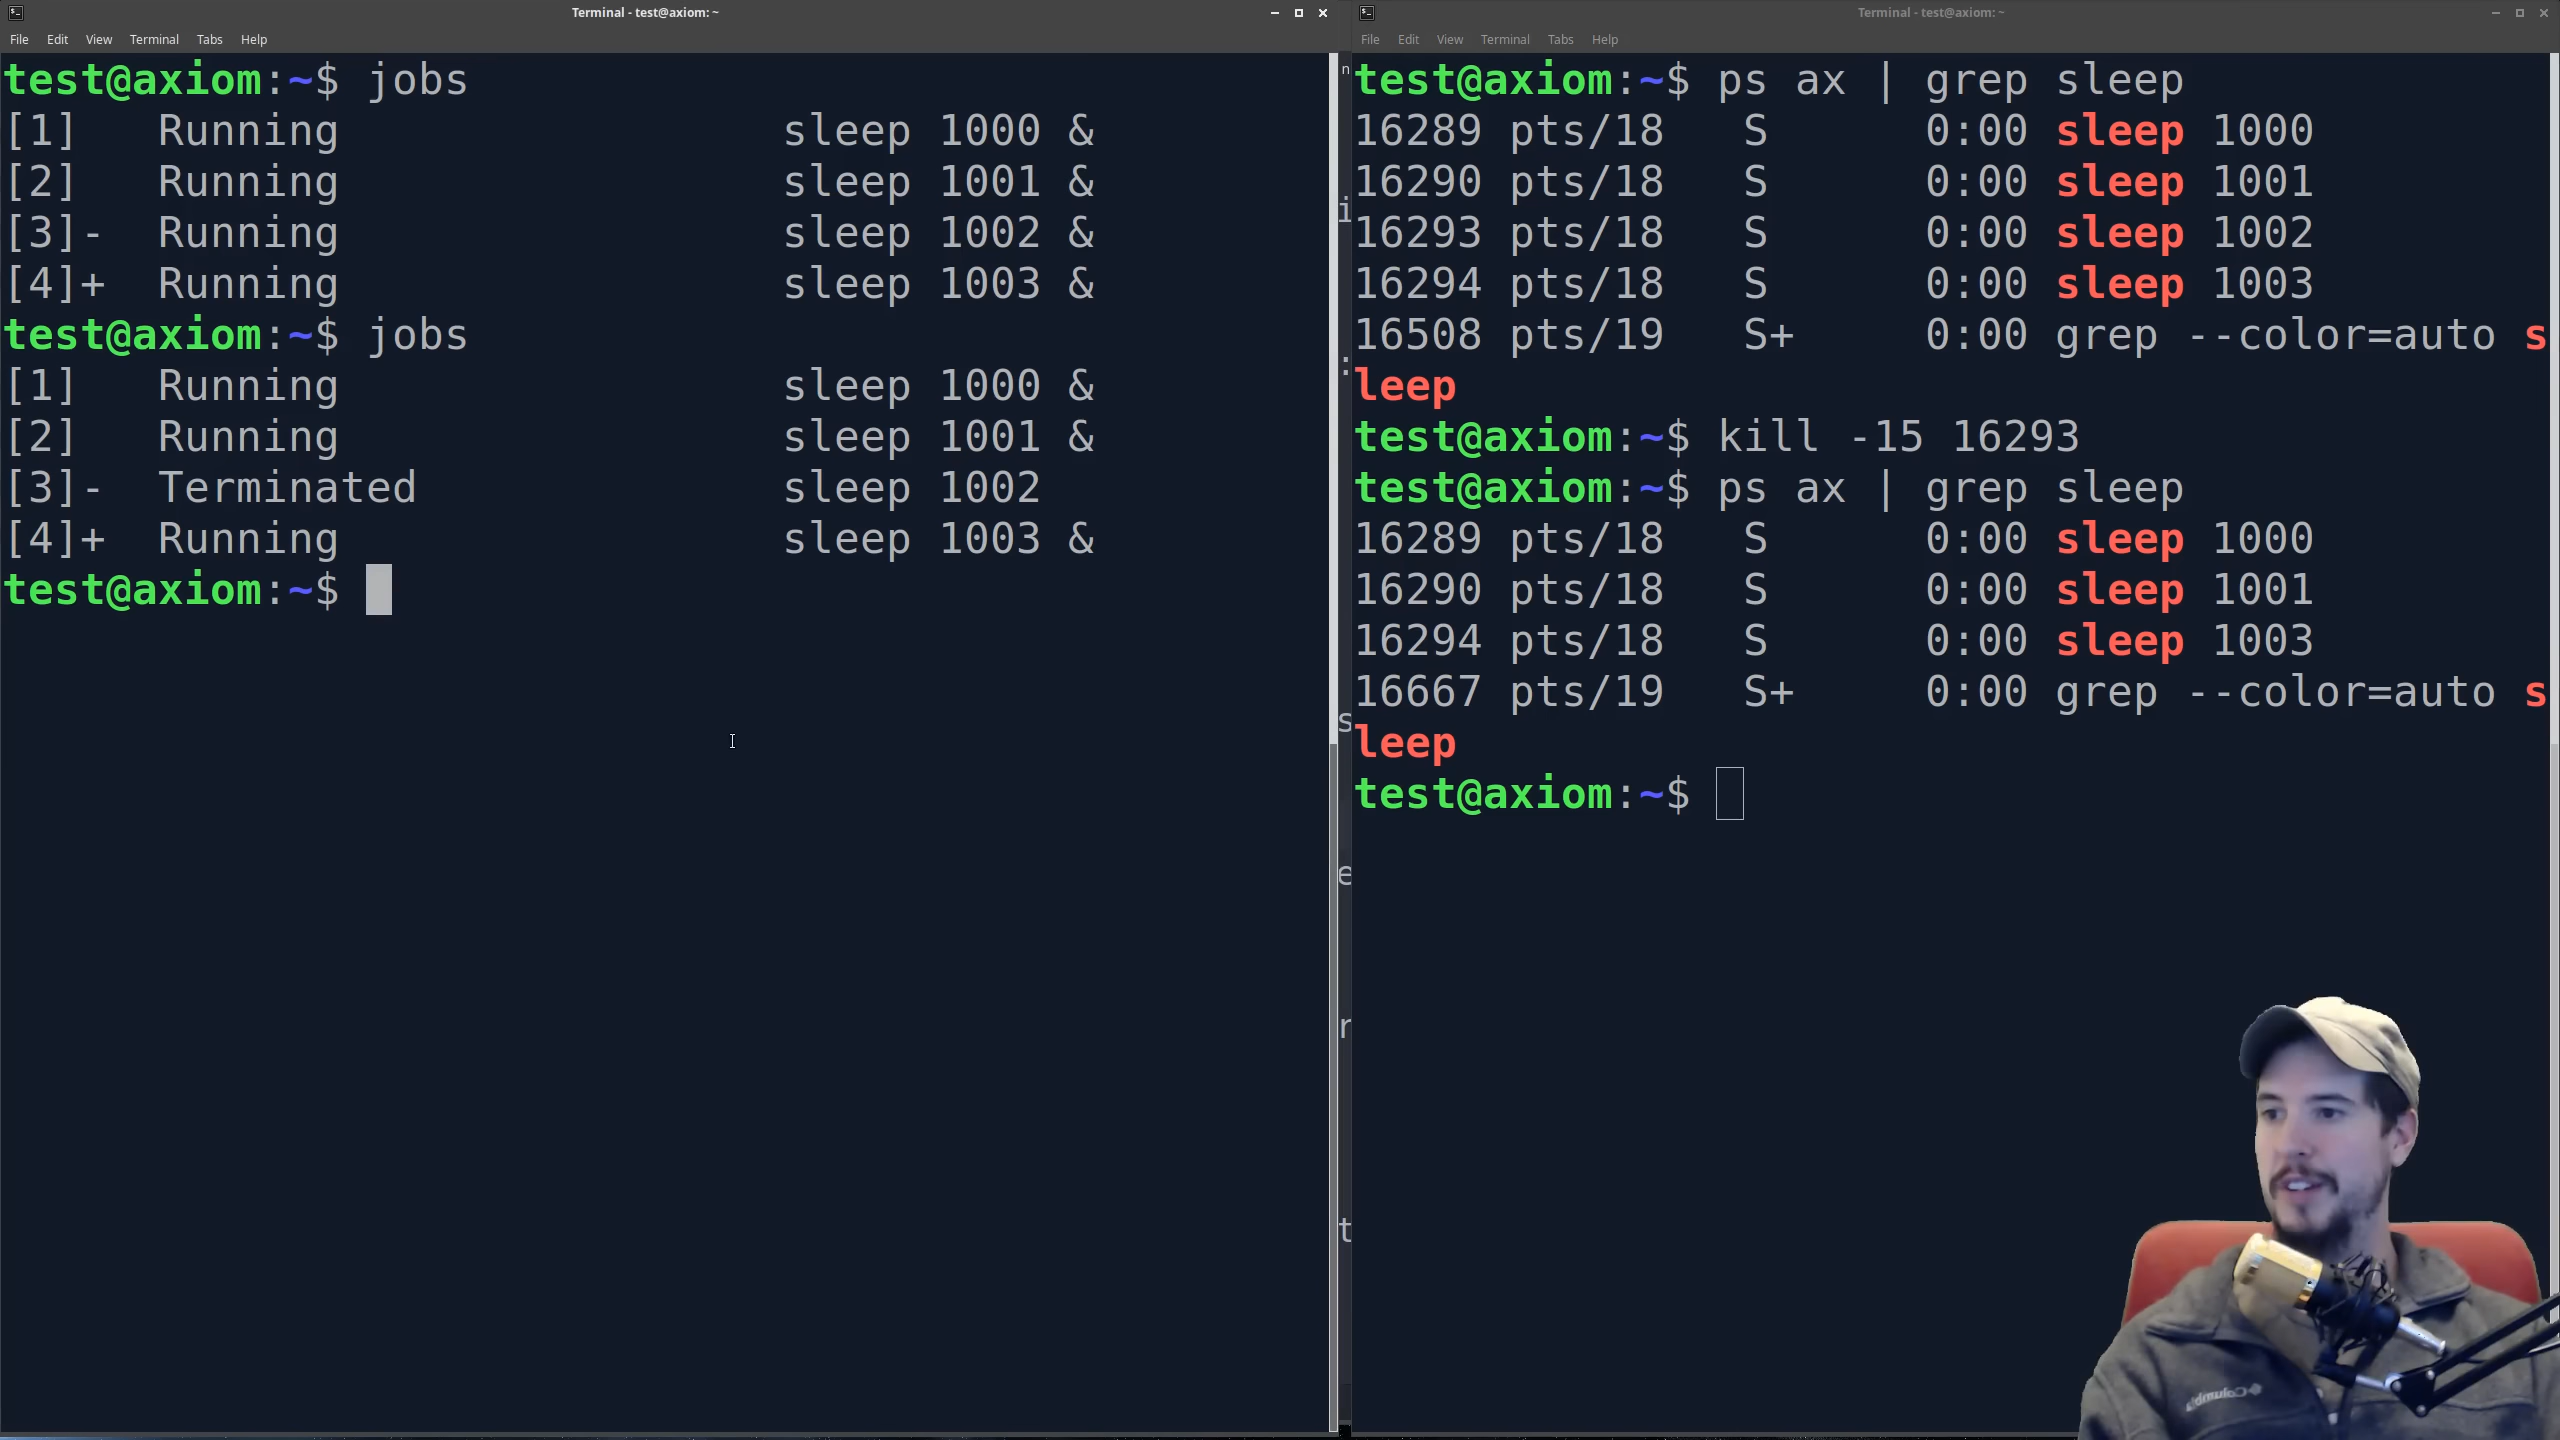 Terminal - test@axiom: ~
File Edit View Terminal Tabs Help
test@axiom:~$ jobs
[1]   Running                 sleep 1000 &
[2]   Running                 sleep 1001 &
[3]-  Running                 sleep 1002 &
[4]+  Running                 sleep 1003 &
test@axiom:~$ jobs
[1]   Running                 sleep 1000 &
[2]   Running                 sleep 1001 &
[3]-  Terminated              sleep 1002
[4]+  Running                 sleep 1003 &
test@axiom:~$
Terminal - test@axiom: ~
File Edit View Terminal Tabs Help
test@axiom:~$ ps ax | grep sleep
16289 pts/18   S      0:00 sleep 1000
16290 pts/18   S      0:00 sleep 1001
16293 pts/18   S      0:00 sleep 1002
16294 pts/18   S      0:00 sleep 1003
16508 pts/19   S+     0:00 grep --color=auto s
leep
test@axiom:~$ kill -15 16293
test@axiom:~$ ps ax | grep sleep
16289 pts/18   S      0:00 sleep 1000
16290 pts/18   S      0:00 sleep 1001
16294 pts/18   S      0:00 sleep 1003
16667 pts/19   S+     0:00 grep --color=auto s
leep
test@axiom:~$
Columbia